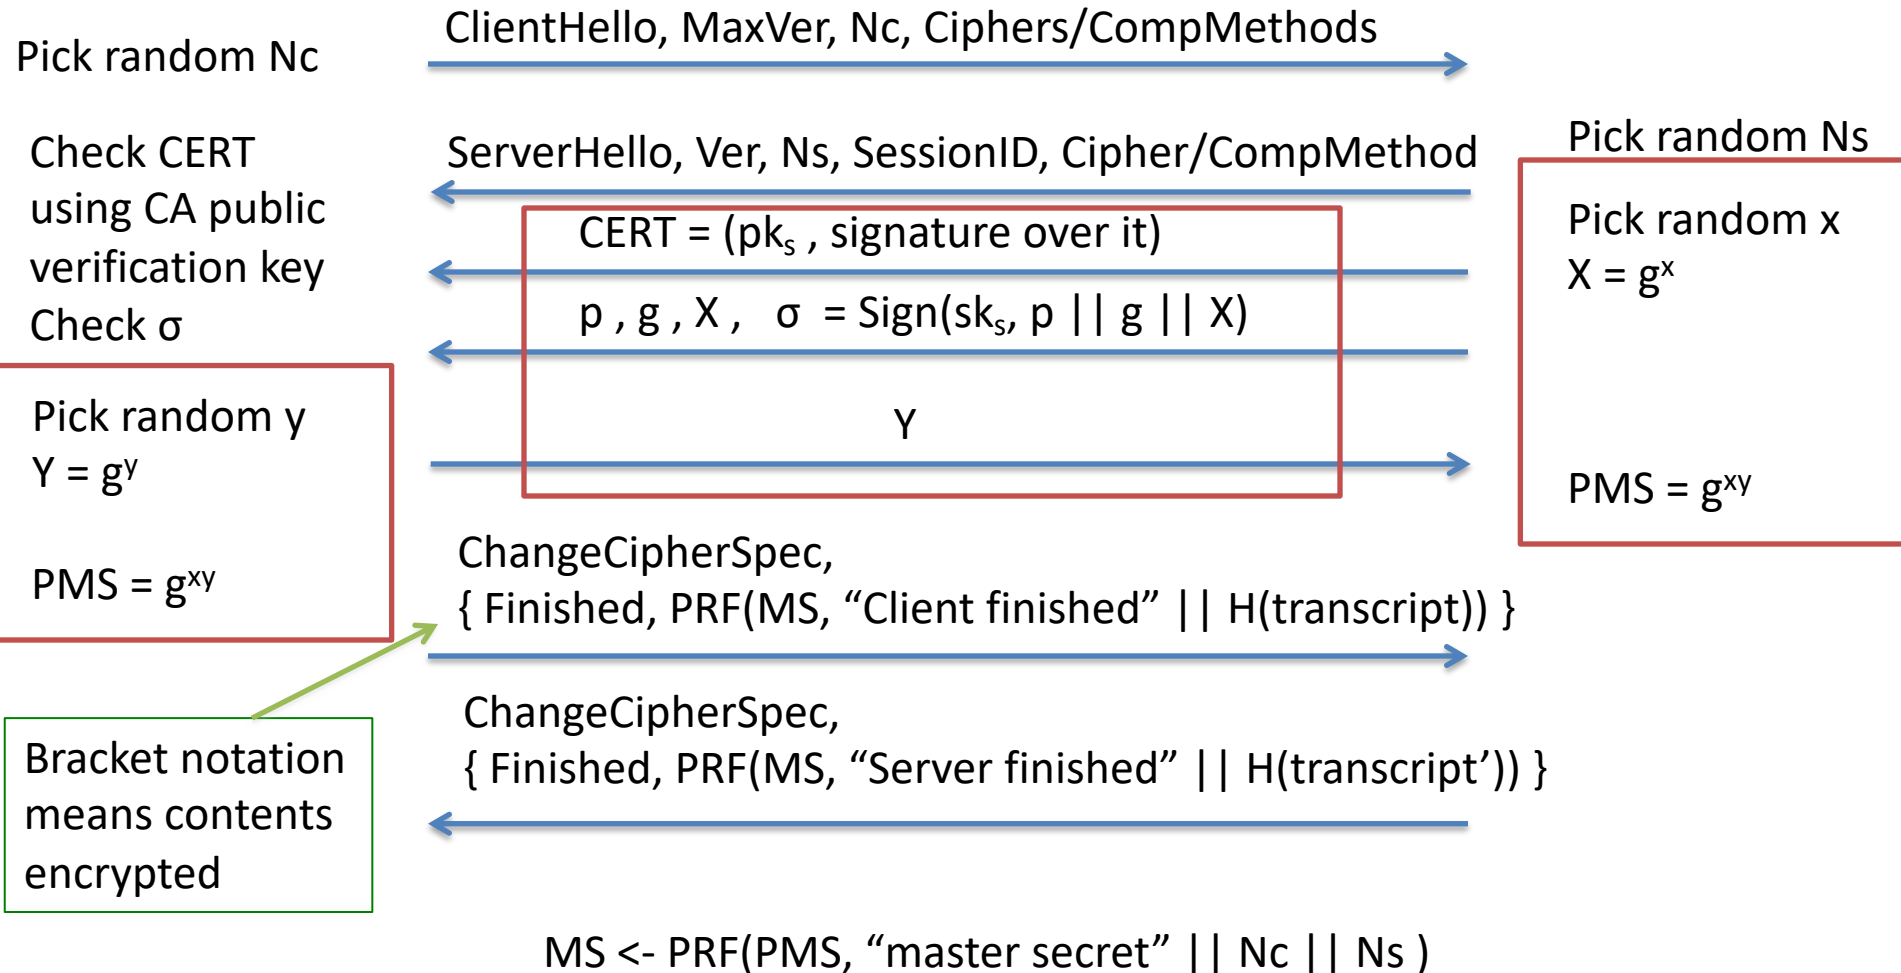 Pick random Nc
ClientHello, MaxVer, Nc, Ciphers/CompMethods
Pick random Ns
ServerHello, Ver, Ns, SessionID, Cipher/CompMethod
Check CERT
using CA public
verification key
Check σ
CERT = (pks , signature over it)
p , g , X , σ = Sign(sks, p || g || X)
Pick random x
X = gx
Pick random y
Y = gy
PMS = gxy
Y
PMS = gxy
ChangeCipherSpec,
{ Finished, PRF(MS, “Client finished” || H(transcript)) }
ChangeCipherSpec,
{ Finished, PRF(MS, “Server finished” || H(transcript’)) }
Bracket notation
means contents
encrypted
MS <- PRF(PMS, “master secret” || Nc || Ns )